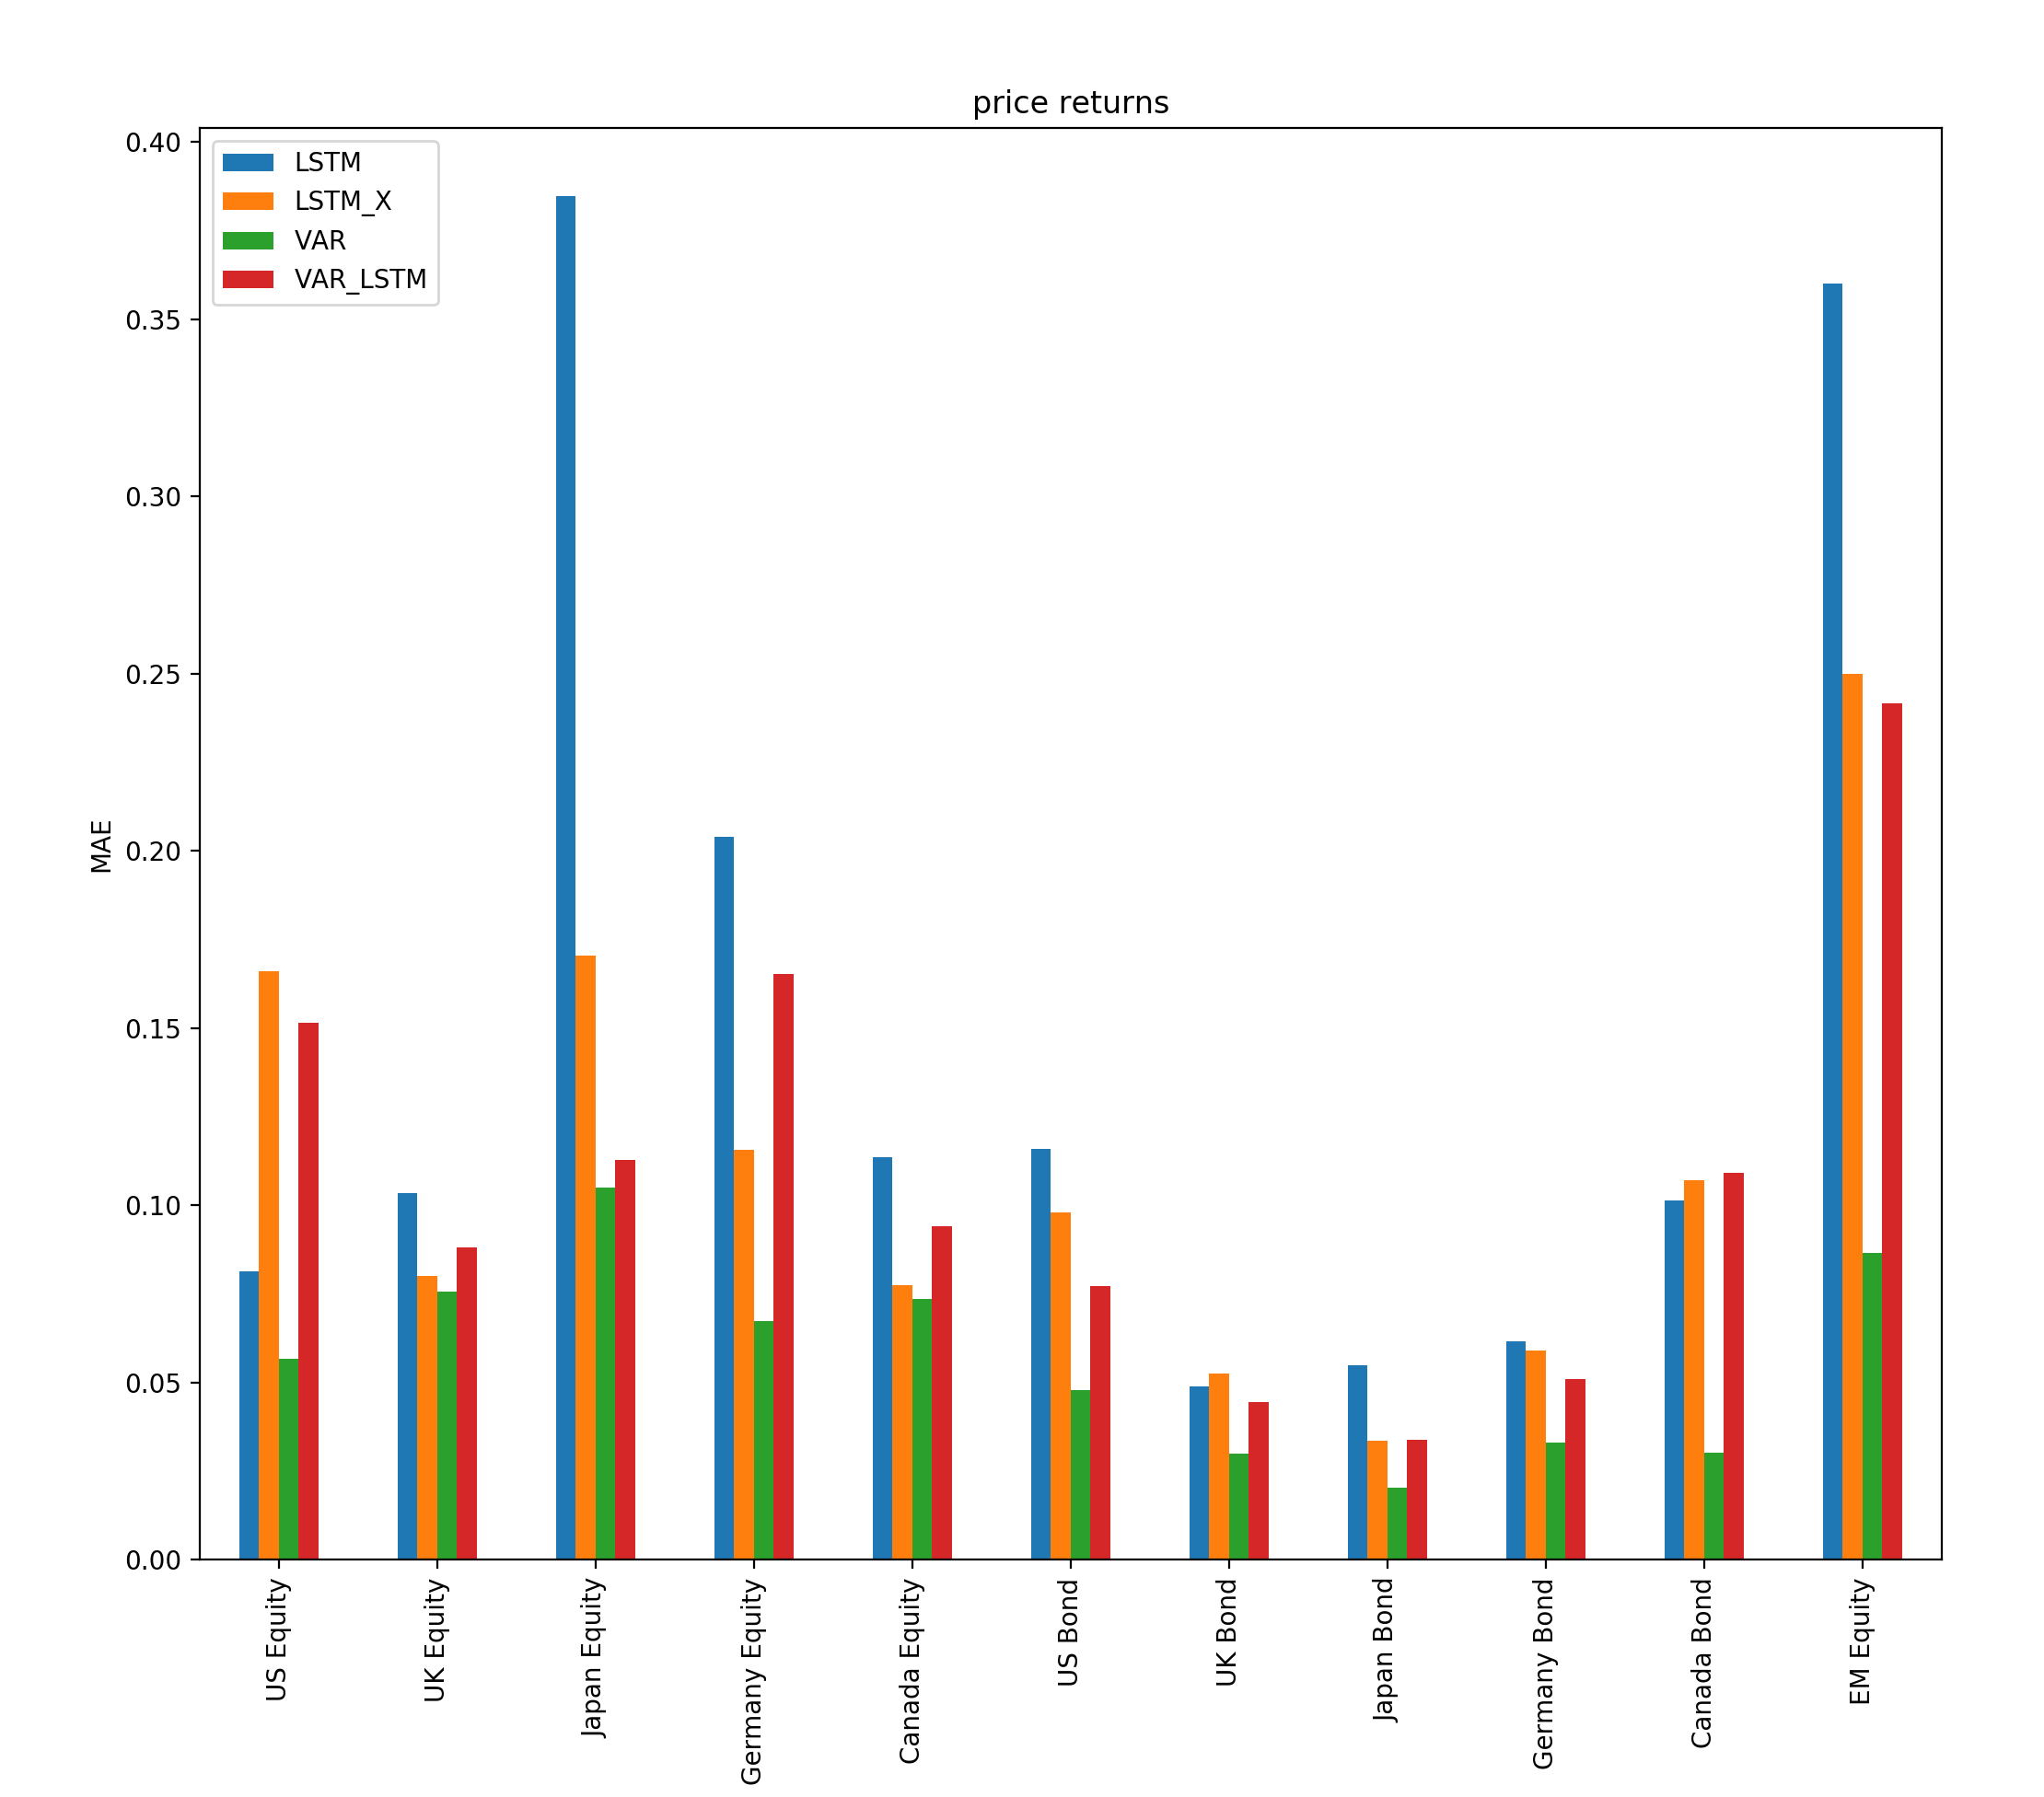 price returns
LSTM
LSTM_X
VAR
VAR_LSTM
0.40
0.35
0.30
0.25
0.20
0.15
0.10
0.05
0.00
MAE
US Equity
UK Equity
Japan Equity
Germany Equity
Canada Equity
US Bond
UK Bond
Japan Bond
Germany Bond
Canada Bond
EM Equity